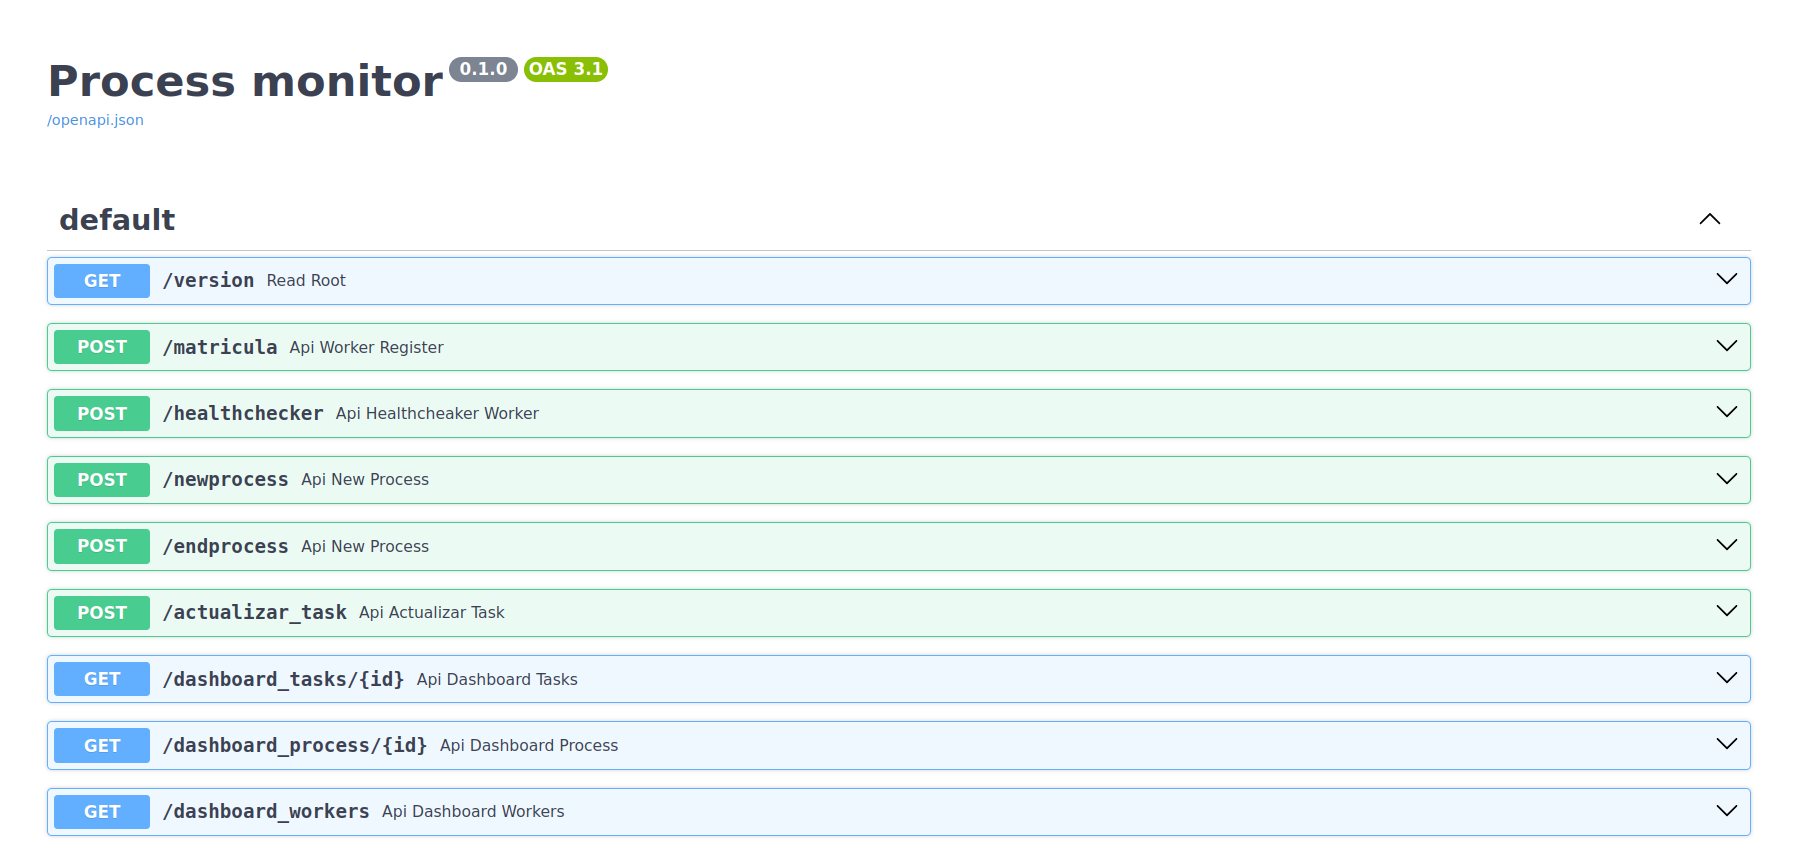 Process monitor 0.1.0 OAS 3.1
/openapi.json
default
GET /version Read Root
POST /matricula Api Worker Register
POST /healthchecker Api Healthcheaker Worker
POST /newprocess Api New Process
POST /endprocess Api New Process
POST /actualizar_task Api Actualizar Task
GET /dashboard_tasks/{id} Api Dashboard Tasks
GET /dashboard_process/{id} Api Dashboard Process
GET /dashboard_workers Api Dashboard Workers